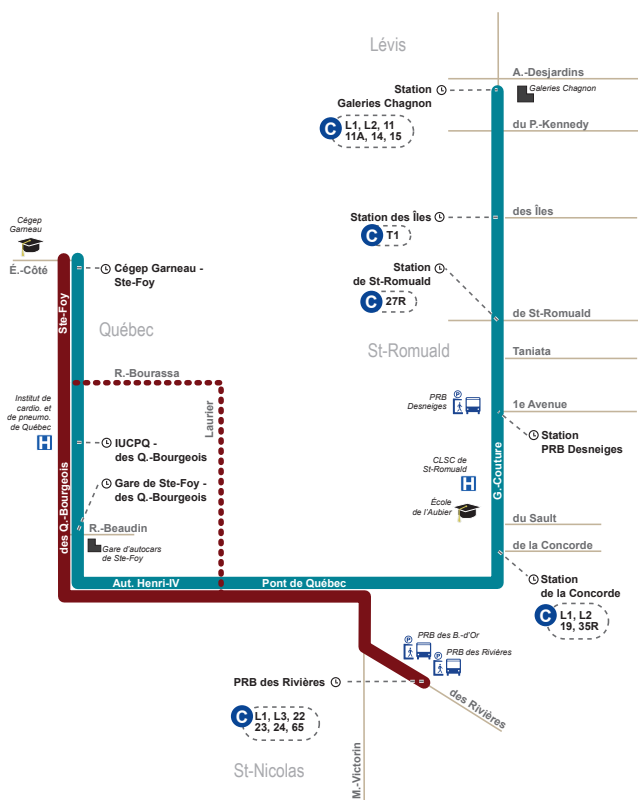 Lévis
A.-Desjardins
Station
Galeries Chagnon
Galeries Chagnon
C L1, L2, 11
11A, 14, 15
du P.-Kennedy
Station des Îles
des Îles
C T1
Cégep
Garneau
É.-Côté
Cégep Garneau -
Ste-Foy
Ste-Foy
Station
de St-Romuald
C 27R
de St-Romuald
Québec
St-Romuald
Taniata
R.-Bourassa
Laurier
Institut de
cardio. et
de pneumo.
de Québec
H
PRB
Desneiges
P
1e Avenue
Station
PRB Desneiges
IUCPQ -
des Q.-Bourgeois
Gare de Ste-Foy -
des Q.-Bourgeois
des Q.-Bourgeois
CLSC de
St-Romuald
H
G.-Couture
École
de l'Aubier
du Sault
R.-Beaudin
Gare d'autocars
de Ste-Foy
de la Concorde
Aut. Henri-IV
Pont de Québec
Station
de la Concorde
C L1, L2
19, 35R
PRB des B.-d'Or
P
PRB des Rivières
P
PRB des Rivières
des Rivières
C L1, L3, 22
23, 24, 65
St-Nicolas
M.-Victorin